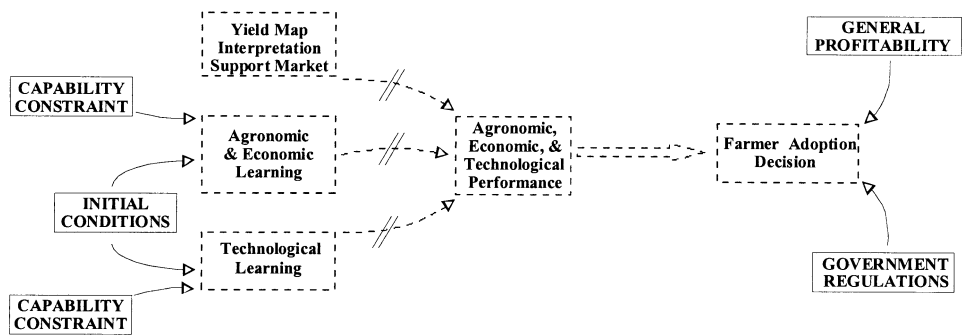 Yield Map
Interpretation
Support Market
GENERAL
PROFITABILITY
CAPABILITY
CONSTRAINT
Agronomic
& Economic
Learning
Agronomic,
Economic, &
Technological
Performance
Farmer Adoption
Decision
INITIAL
CONDITIONS
Technological
Learning
GOVERNMENT
REGULATIONS
CAPABILITY
CONSTRAINT